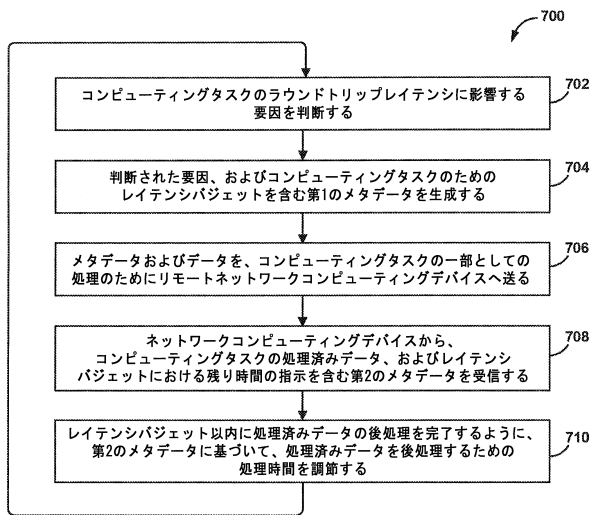 700
コンピューティングタスクのラウンドトリップレイテンシに影響する
要因を判断する
702
判断された要因、およびコンピューティングタスクのための
レイテンシバジェットを含む第1のメタデータを生成する
704
メタデータおよびデータを、コンピューティングタスクの一部としての
処理のためにリモートネットワークコンピューティングデバイスへ送る
706
ネットワークコンピューティングデバイスから、
コンピューティングタスクの処理済みデータ、およびレイテンシ
バジェットにおける残り時間の指示を含む第2のメタデータを受信する
708
レイテンシバジェット以内に処理済みデータの後処理を完了するように、
第2のメタデータに基づいて、処理済みデータを後処理するための
処理時間を調節する
710